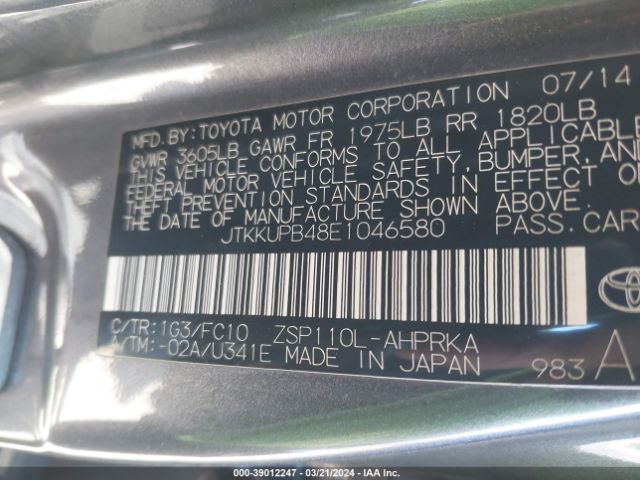 07/14
MFD.BY:TOYOTA MOTOR CORPORATION
GVWR 3605LB GAWR FR 1975LB RR 1820LB
THIS VEHICLE CONFORMS TO ALL APPLICABLE
FEDERAL MOTOR VEHICLE SAFETY,BUMPER,AND
THEFT PREVENTION STANDARDS IN EFFECT O
THE DATE OF MANUFACTURE SHOWN ABOVE.
JTKKUPB48E1046580 PASS.CAR
C/TR:1G3/FC10 ZSP110L-AHPRKA
A/TM:-02A/U341E MADE IN JAPAN
983 A
000-39012247 - 03/21/2024 - IAA Inc.